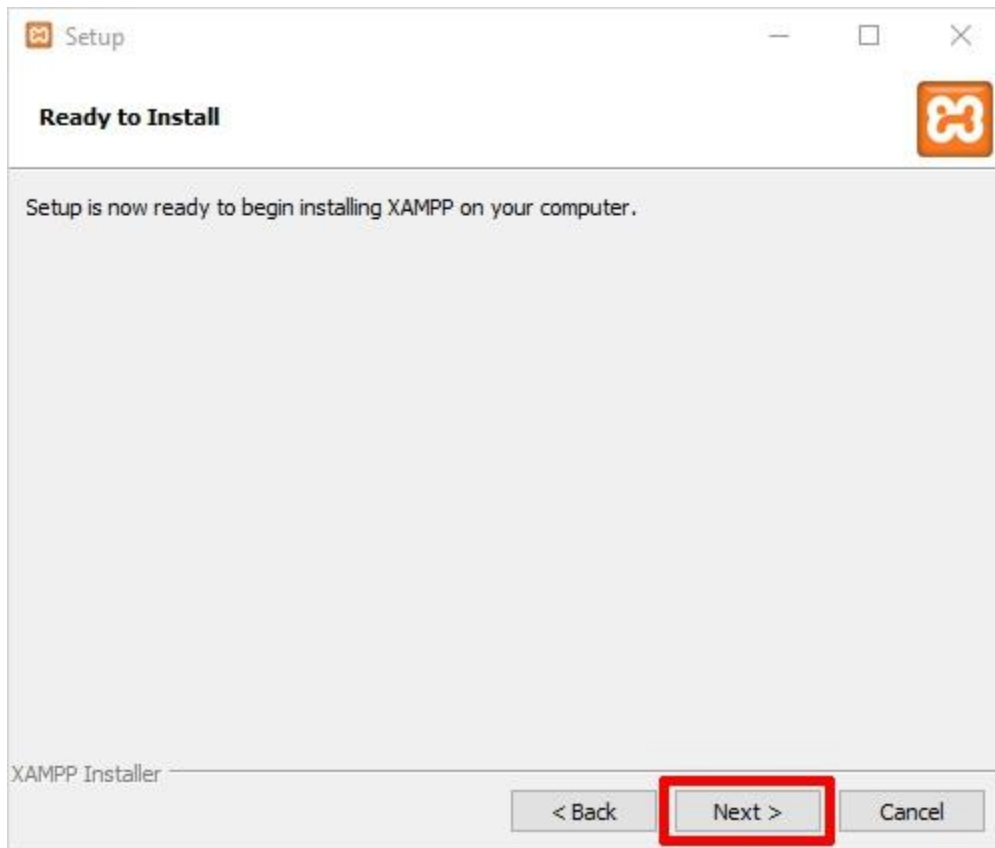 Setup
Ready to Install
Setup is now ready to begin installing XAMPP on your computer.
XAMPP Installer
< Back Next > Cancel